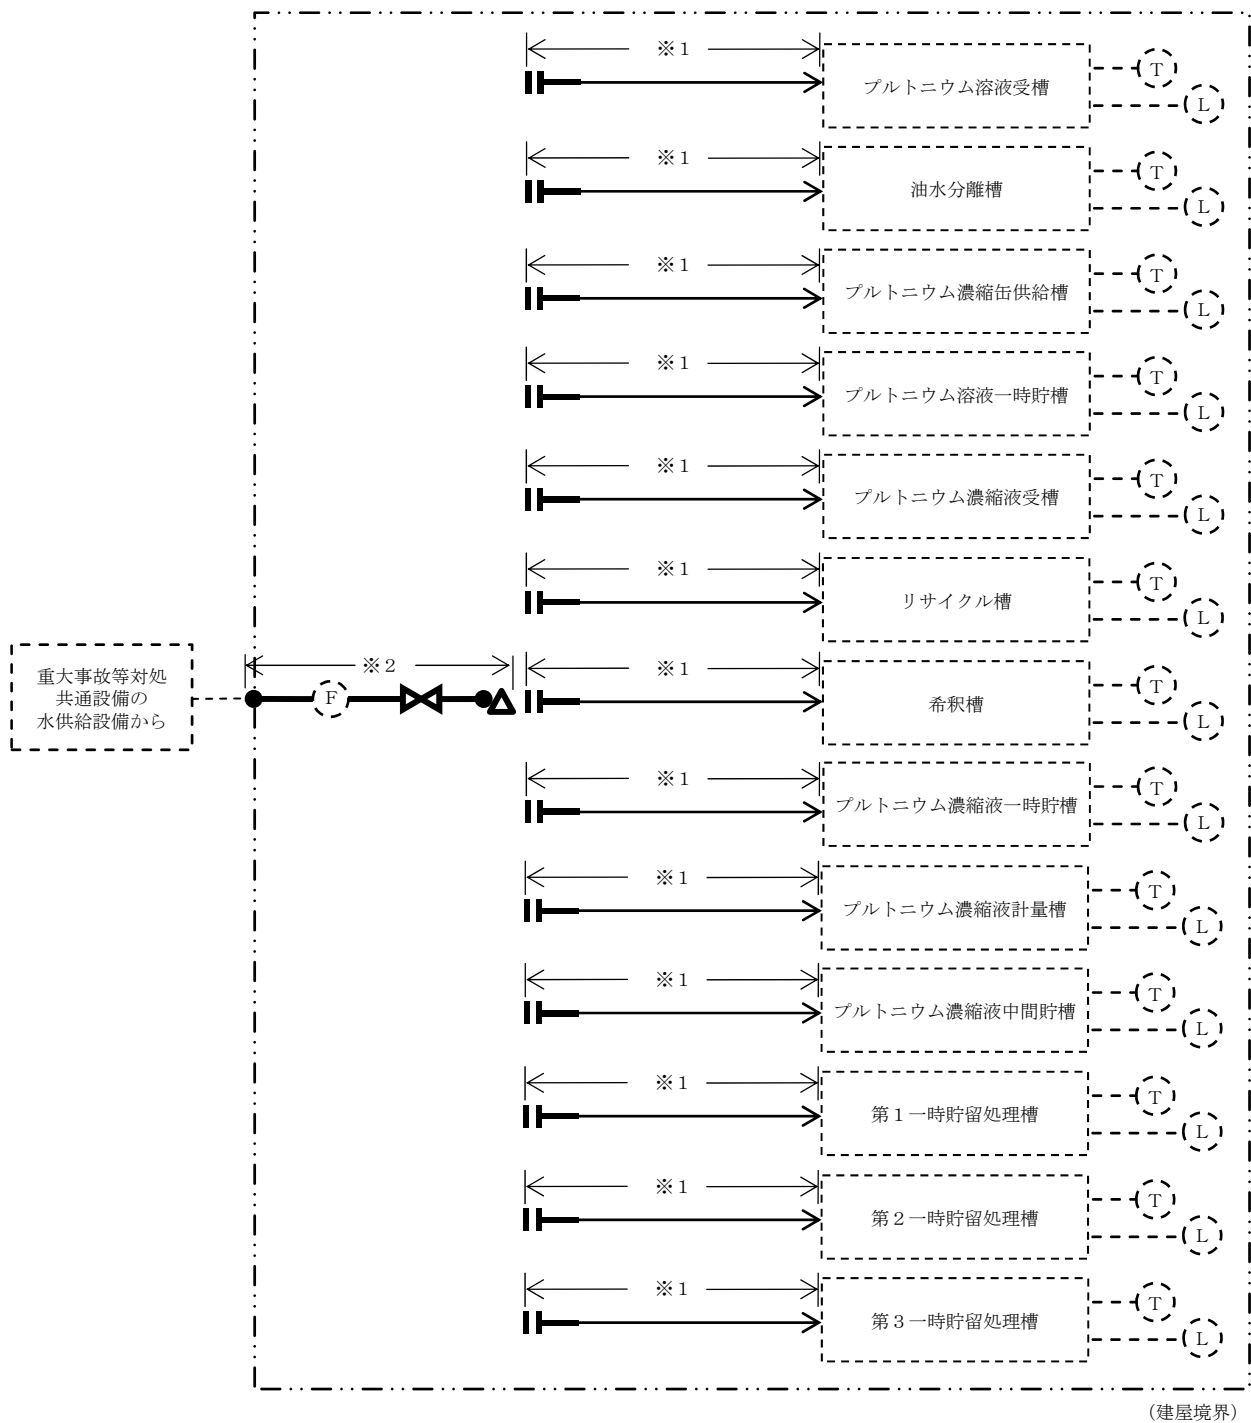 ※１
プルトニウム溶液受槽
T
L
※１
油水分離槽
T
L
※１
プルトニウム濃縮缶供給槽
T
L
※１
プルトニウム溶液一時貯槽
T
L
※１
プルトニウム濃縮液受槽
T
L
※１
リサイクル槽
T
L
重大事故等対処
共通設備の
水供給設備から
※２
F
※１
希釈槽
T
L
※１
プルトニウム濃縮液一時貯槽
T
L
※１
プルトニウム濃縮液計量槽
T
L
※１
プルトニウム濃縮液中間貯槽
T
L
※１
第１一時貯留処理槽
T
L
※１
第２一時貯留処理槽
T
L
※１
第３一時貯留処理槽
T
L
（建屋境界）